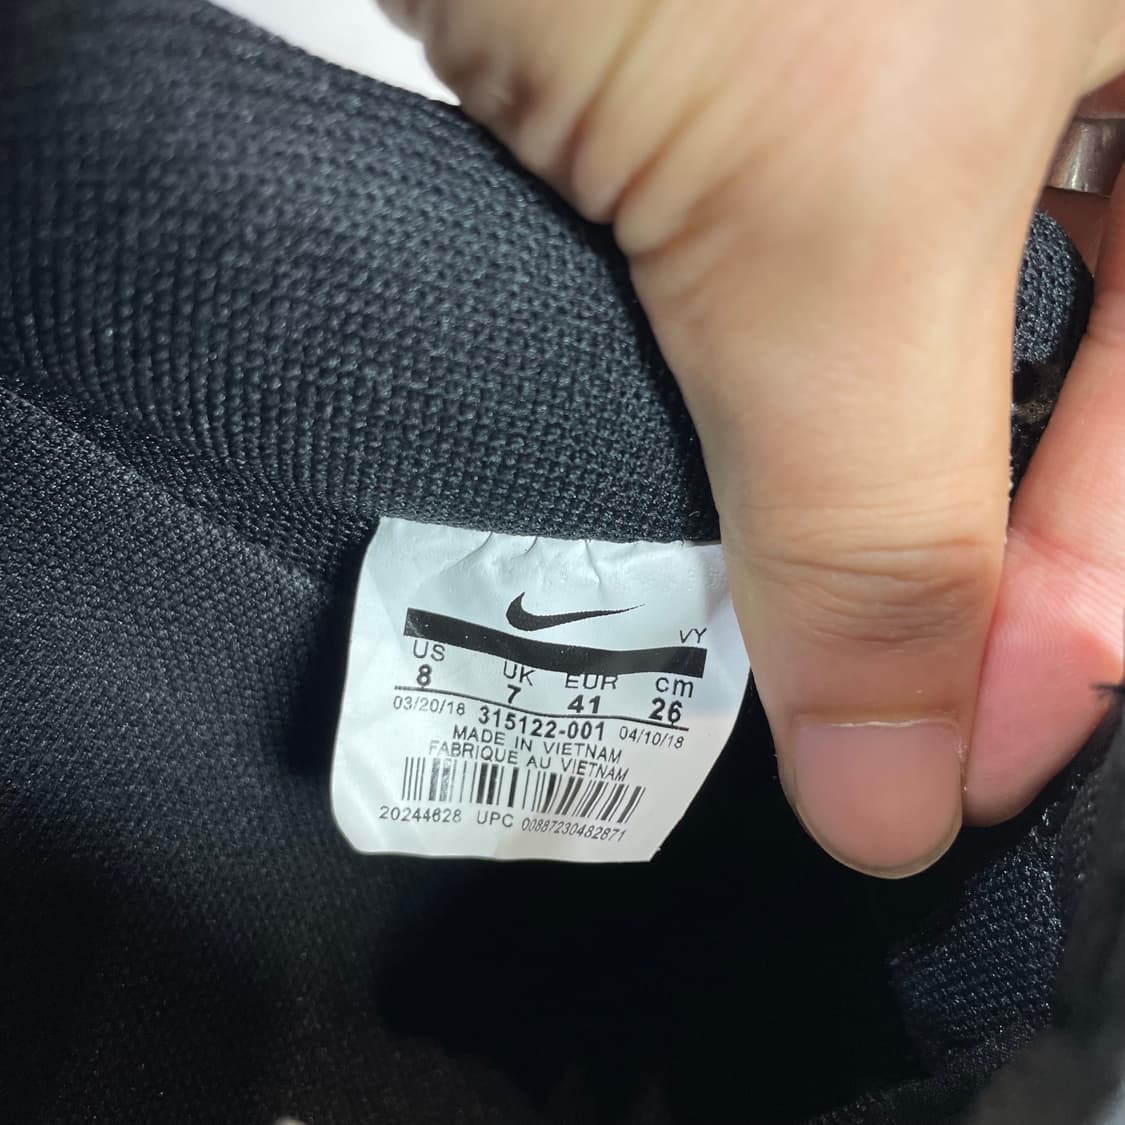 VY
US UK EUR cm
8 7 41 26
03/20/18 315122-001 04/10/18
MADE IN VIETNAM
FABRIQUE AU VIETNAM
20244628 UPC 00887230482871